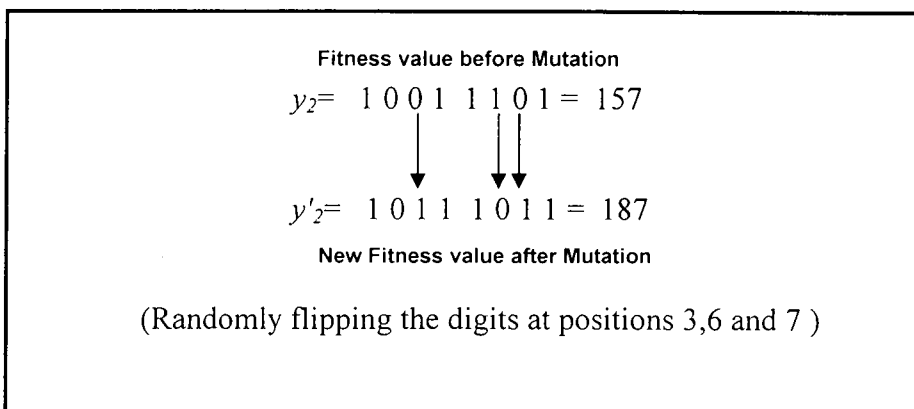 Fitness value before Mutation
y2= 1 0 0 1 1 1 0 1 = 157
y'2= 1 0 1 1 1 0 1 1 = 187
New Fitness value after Mutation
(Randomly flipping the digits at positions 3,6 and 7 )